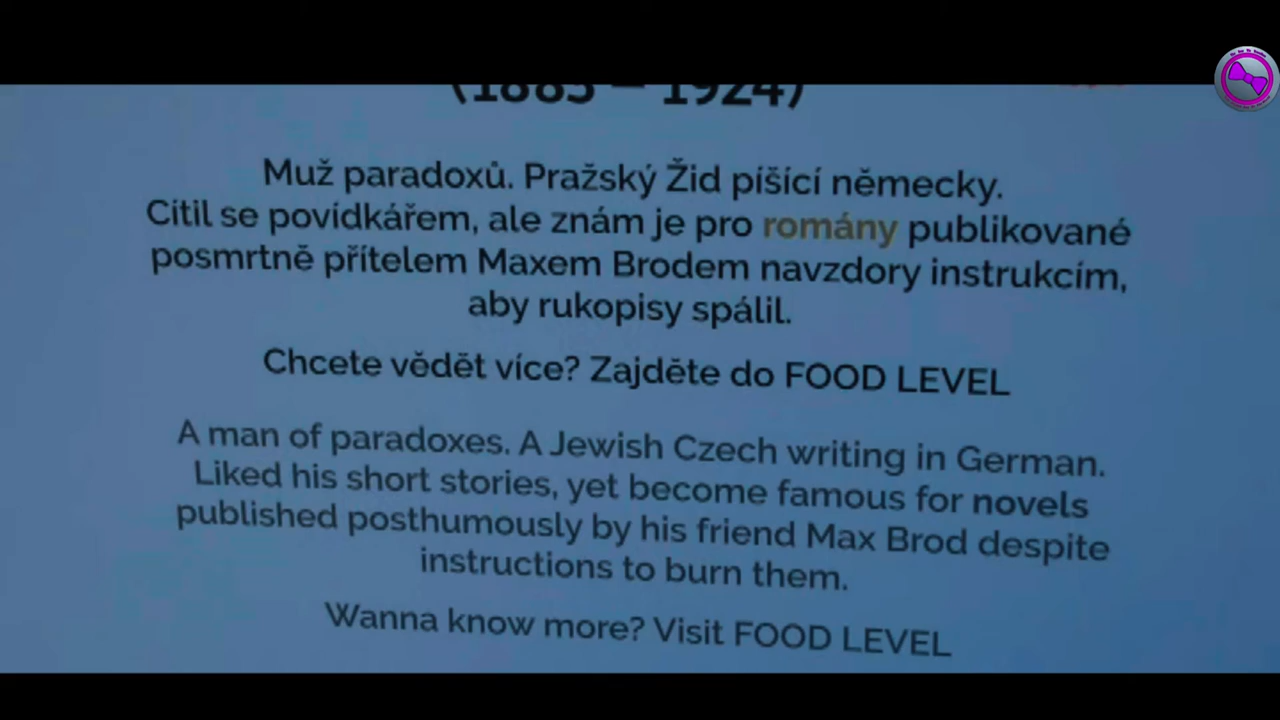 (1883 – 1924)
Muž paradoxů. Pražský Žid píšící německy.
Cítil se povídkářem, ale znám je pro romány publikované
posmrtně přítelem Maxem Brodem navzdory instrukcím,
aby rukopisy spálil.
Chcete vědět více? Zajděte do FOOD LEVEL
A man of paradoxes. A Jewish Czech writing in German.
Liked his short stories, yet become famous for novels
published posthumously by his friend Max Brod despite
instructions to burn them.
Wanna know more? Visit FOOD LEVEL